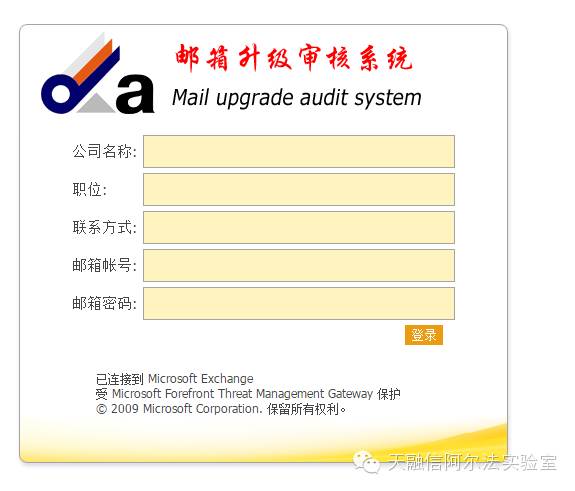 邮箱升级审核系统
a
Mail upgrade audit system
公司名称:
职位:
联系方式:
邮箱帐号:
邮箱密码:
登录
已连接到 Microsoft Exchange
受 Microsoft Forefront Threat Management Gateway 保护
© 2009 Microsoft Corporation. 保留所有权利。
天融信阿尔法实验室